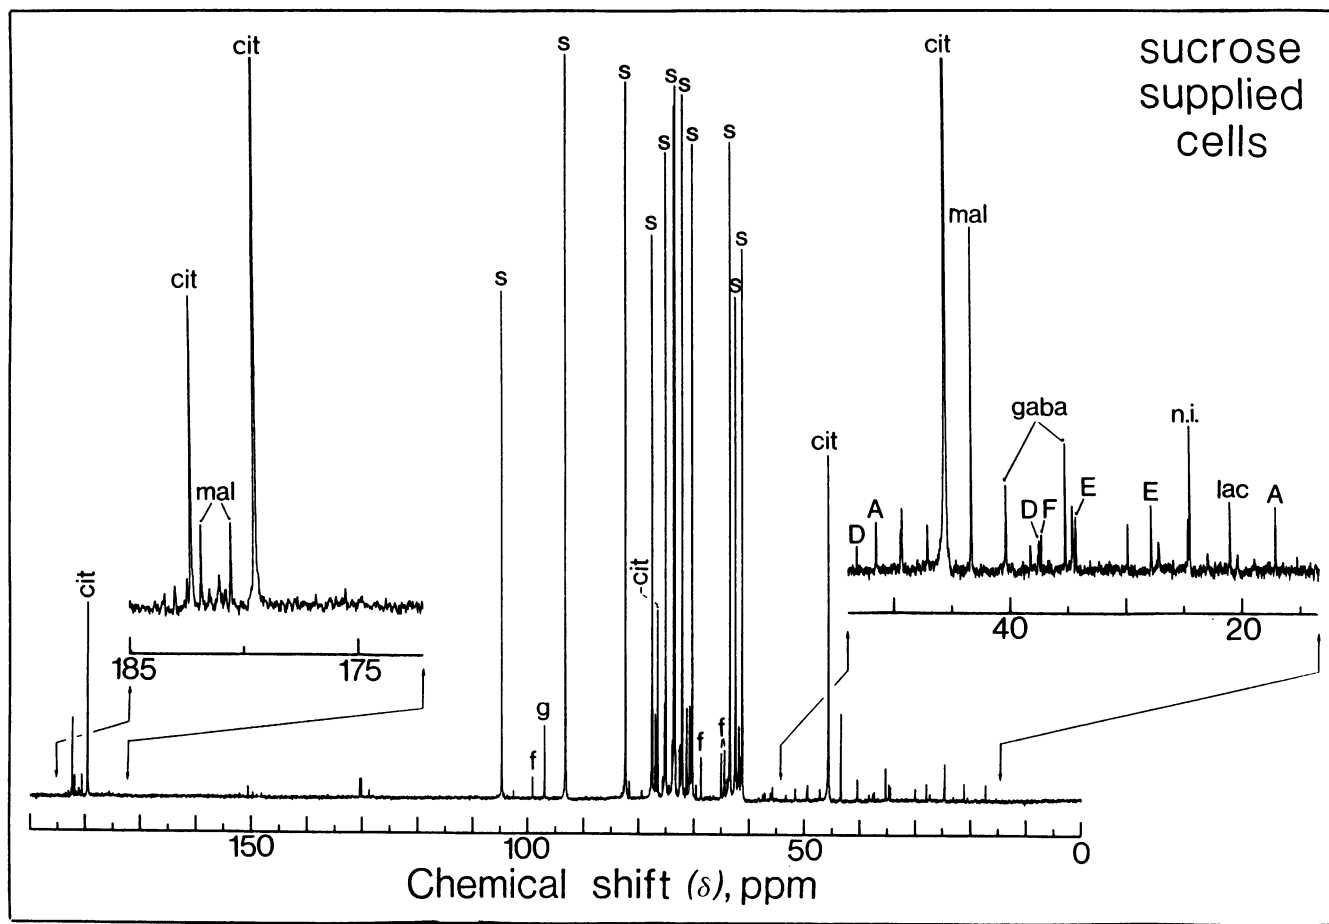 sucrose
supplied
cells
cit
cit
mal
cit
s
s
s
s
s
s
s
s
s
s
s
s
cit
f
g
f
f
cit
cit
mal
gaba
D
A
D F
E
E
n.i.
lac
A
185
175
40
20
150
100
50
0
Chemical shift (δ), ppm